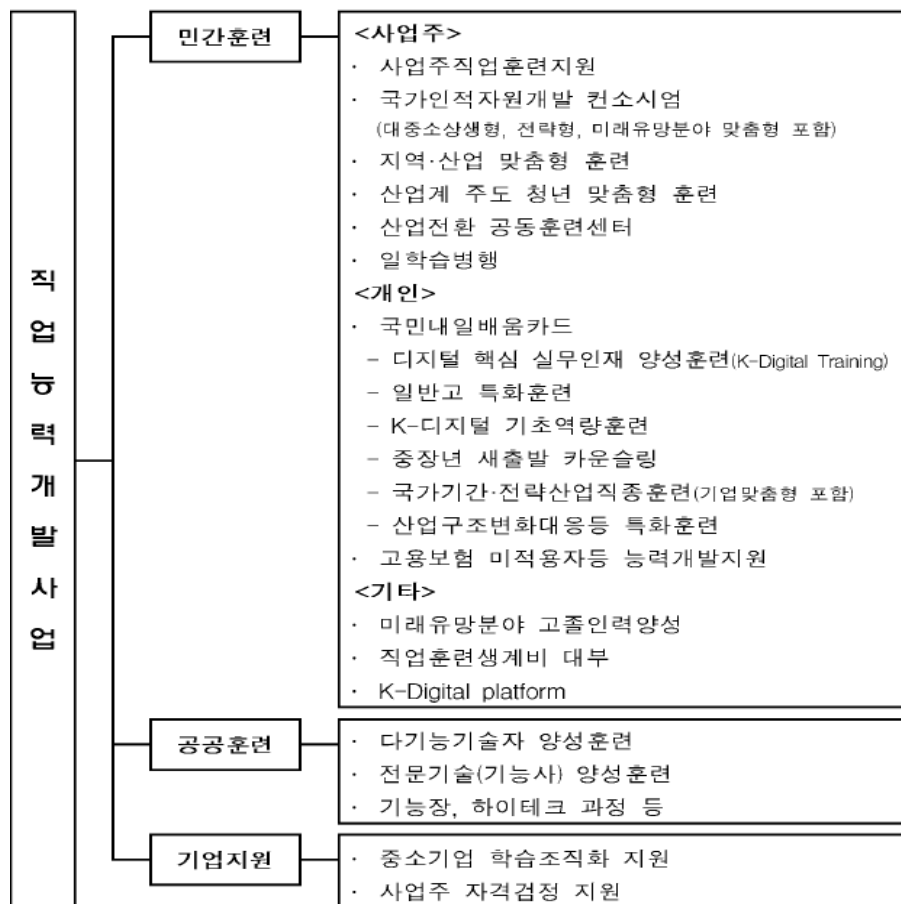 직업능력개발사업
민간훈련
<사업주>
· 사업주직업훈련지원
· 국가인적자원개발 컨소시엄
(대중소상생형, 전략형, 미래유망분야 맞춤형 포함)
· 지역·산업 맞춤형 훈련
· 산업계 주도 청년 맞춤형 훈련
· 산업전환 공동훈련센터
· 일학습병행
<개인>
· 국민내일배움카드
- 디지털 핵심 실무인재 양성훈련(K-Digital Training)
- 일반고 특화훈련
- K-디지털 기초역량훈련
- 중장년 새출발 카운슬링
- 국가기간·전략산업직종훈련(기업맞춤형 포함)
- 산업구조변화대응등 특화훈련
· 고용보험 미적용자등 능력개발지원
<기타>
· 미래유망분야 고졸인력양성
· 직업훈련생계비 대부
· K-Digital platform
공공훈련
· 다기능기술자 양성훈련
· 전문기술(기능사) 양성훈련
· 기능장, 하이테크 과정 등
기업지원
· 중소기업 학습조직화 지원
· 사업주 자격검정 지원